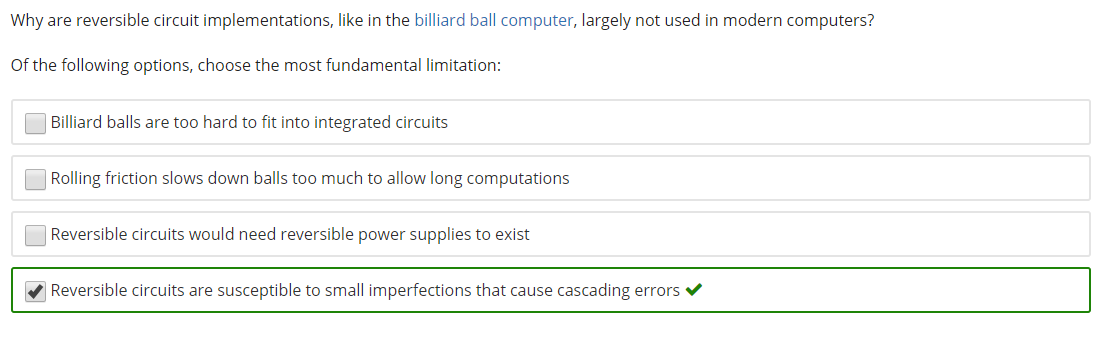 Why are reversible circuit implementations, like in the billiard ball computer, largely not used in modern computers?
Of the following options, choose the most fundamental limitation:
Billiard balls are too hard to fit into integrated circuits
Rolling friction slows down balls too much to allow long computations
Reversible circuits would need reversible power supplies to exist
Reversible circuits are susceptible to small imperfections that cause cascading errors